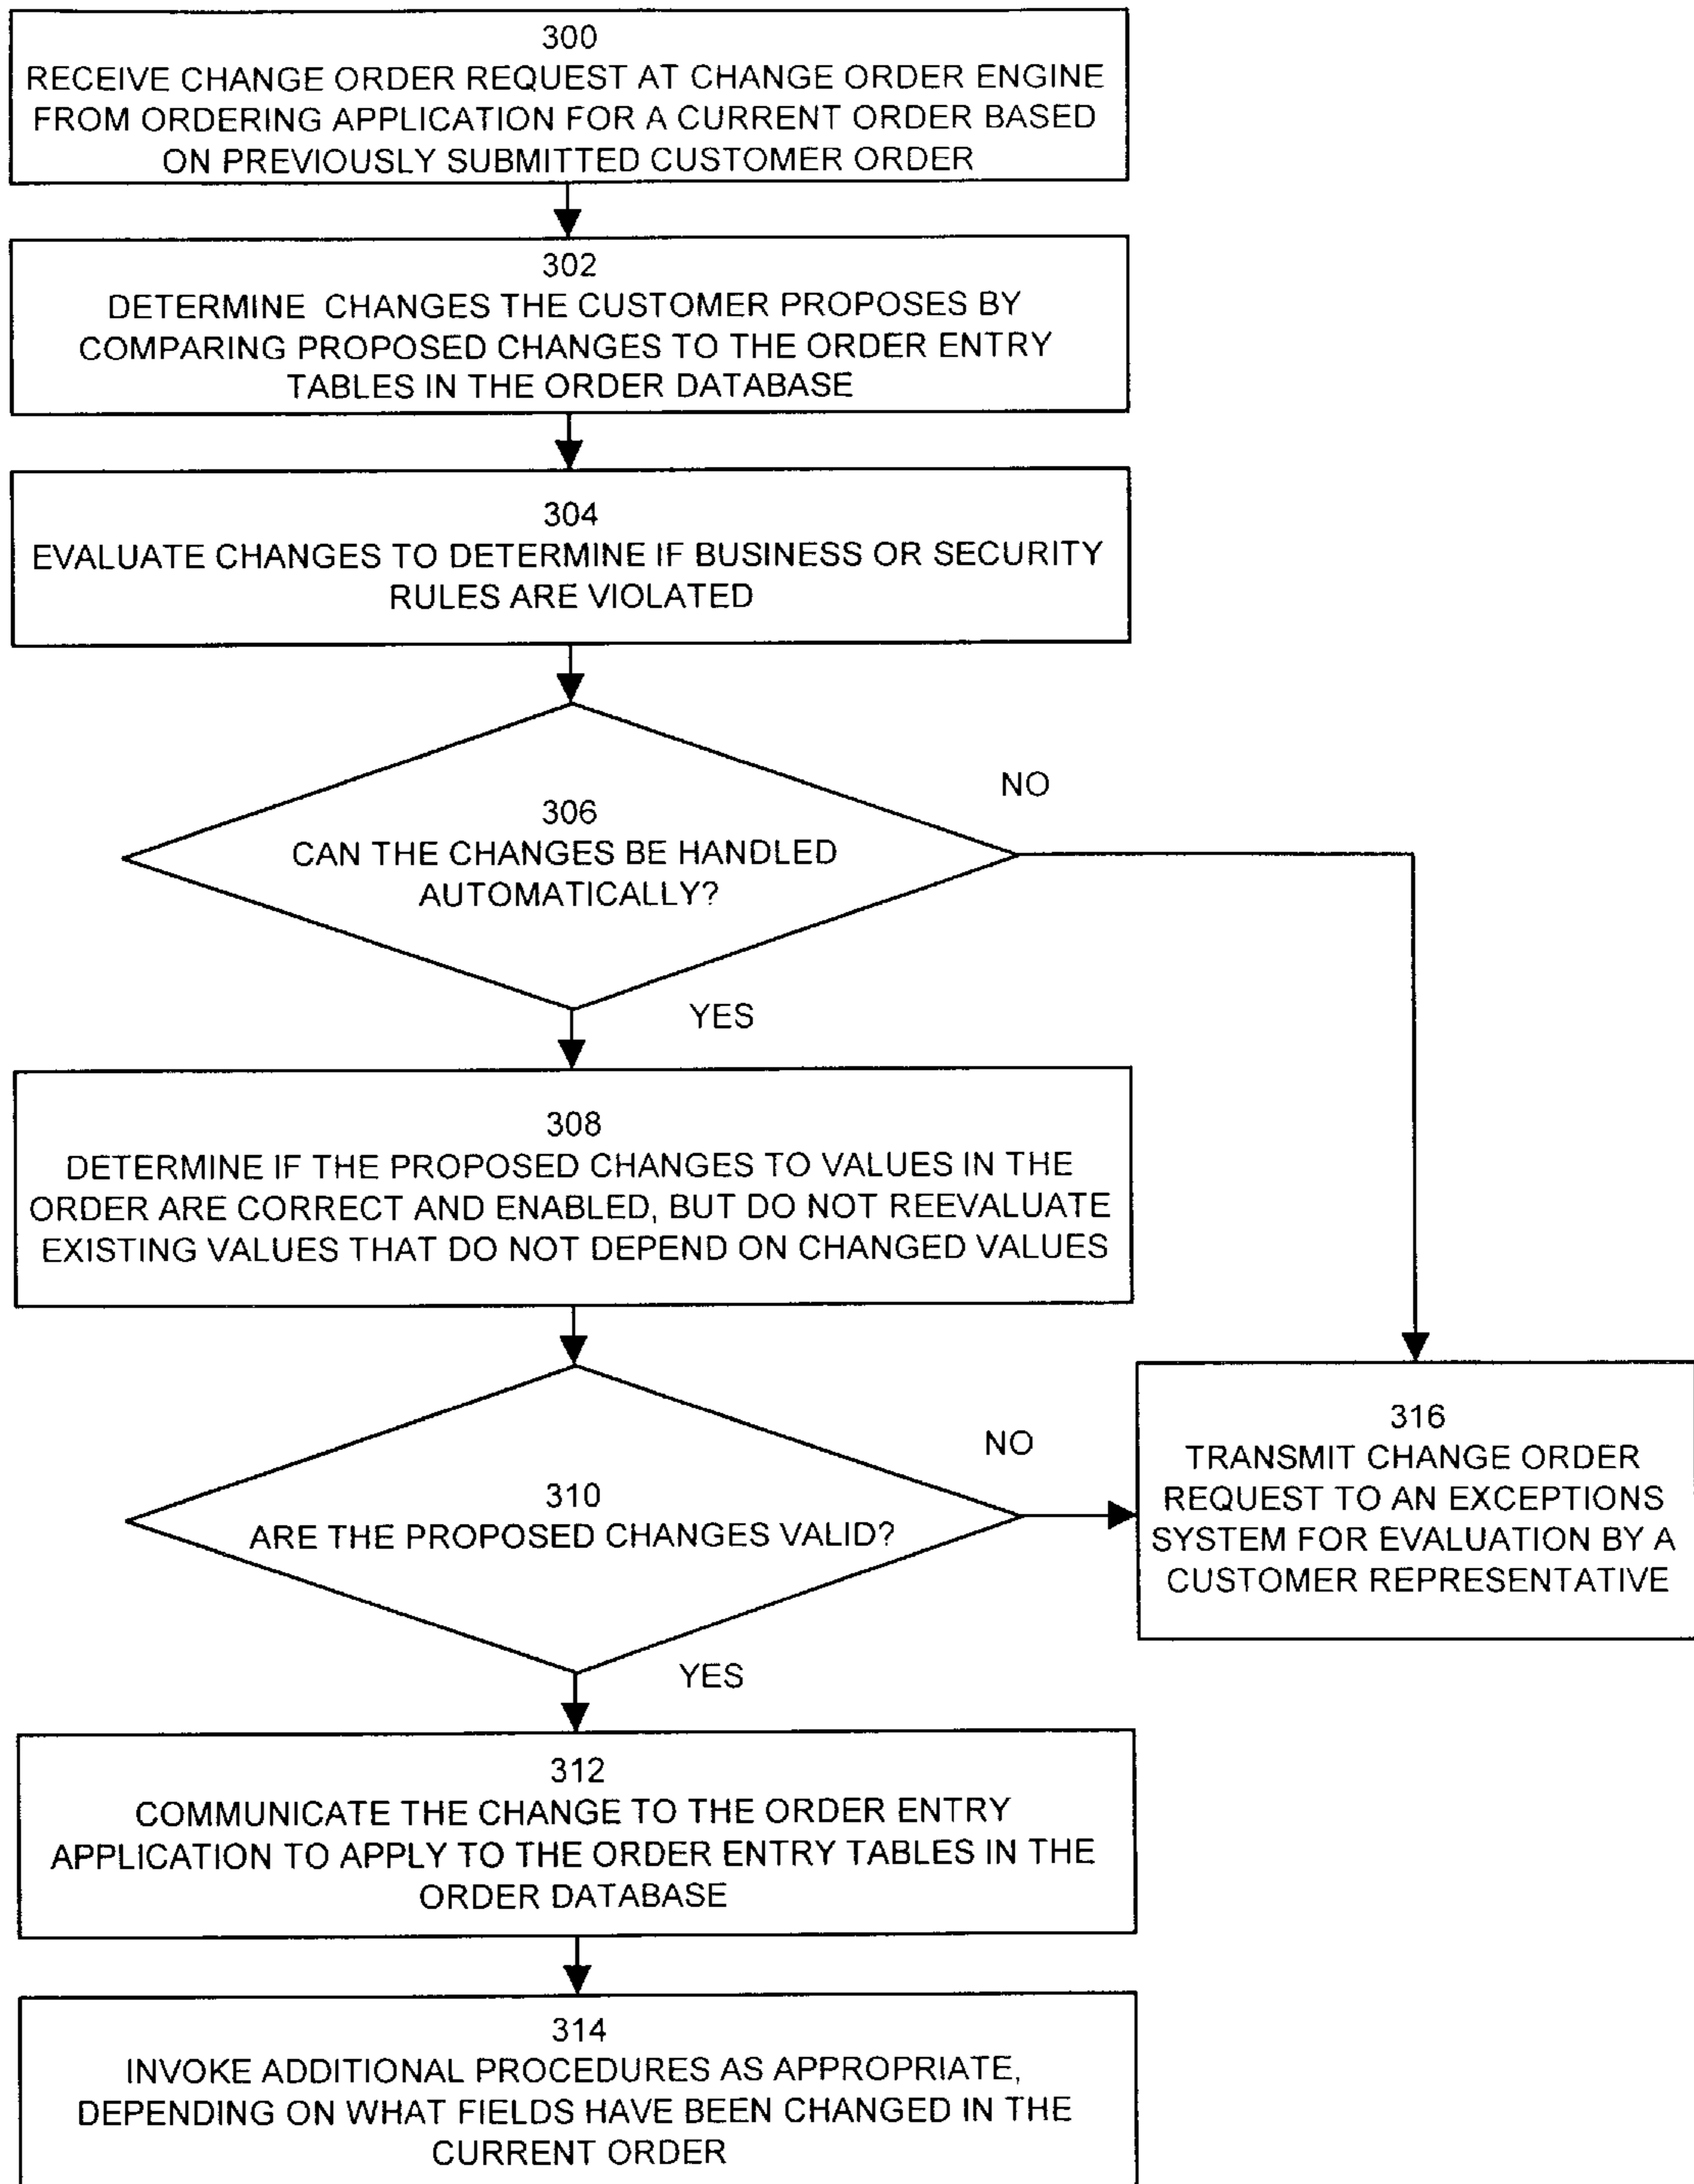 300
RECEIVE CHANGE ORDER REQUEST AT CHANGE ORDER ENGINE
FROM ORDERING APPLICATION FOR A CURRENT ORDER BASED
ON PREVIOUSLY SUBMITTED CUSTOMER ORDER
302
DETERMINE CHANGES THE CUSTOMER PROPOSES BY
COMPARING PROPOSED CHANGES TO THE ORDER ENTRY
TABLES IN THE ORDER DATABASE
304
EVALUATE CHANGES TO DETERMINE IF BUSINESS OR SECURITY
RULES ARE VIOLATED
NO
306
CAN THE CHANGES BE HANDLED
AUTOMATICALLY?
YES
308
DETERMINE IF THE PROPOSED CHANGES TO VALUES IN THE
ORDER ARE CORRECT AND ENABLED, BUT DO NOT REEVALUATE
EXISTING VALUES THAT DO NOT DEPEND ON CHANGED VALUES
NO
310
ARE THE PROPOSED CHANGES VALID?
316
TRANSMIT CHANGE ORDER
REQUEST TO AN EXCEPTIONS
SYSTEM FOR EVALUATION BY A
CUSTOMER REPRESENTATIVE
YES
312
COMMUNICATE THE CHANGE TO THE ORDER ENTRY
APPLICATION TO APPLY TO THE ORDER ENTRY TABLES IN THE
ORDER DATABASE
314
INVOKE ADDITIONAL PROCEDURES AS APPROPRIATE,
DEPENDING ON WHAT FIELDS HAVE BEEN CHANGED IN THE
CURRENT ORDER